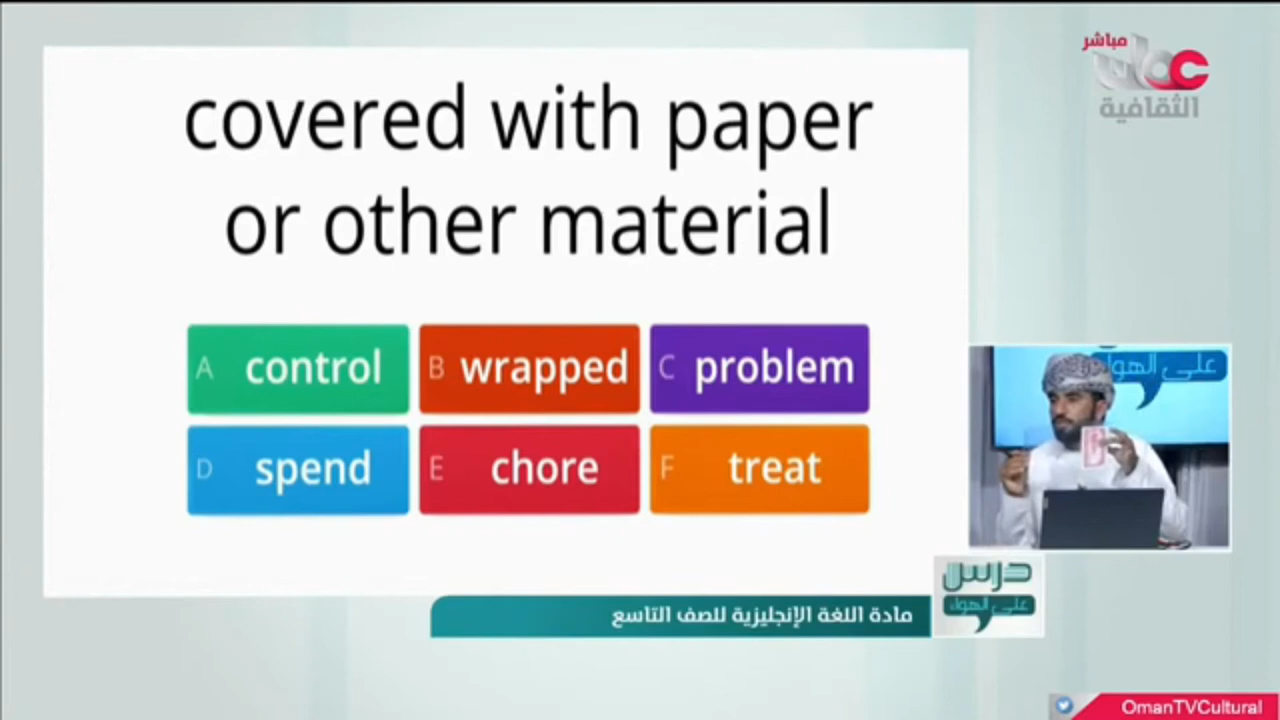 مباشر
عمان
الثقافية
covered with paper
or other material
A control
B wrapped
C problem
D spend
E chore
F treat
على الهواء
درس
على الهواء
مادة اللغة الإنجليزية للصف التاسع
OmanTVCultural